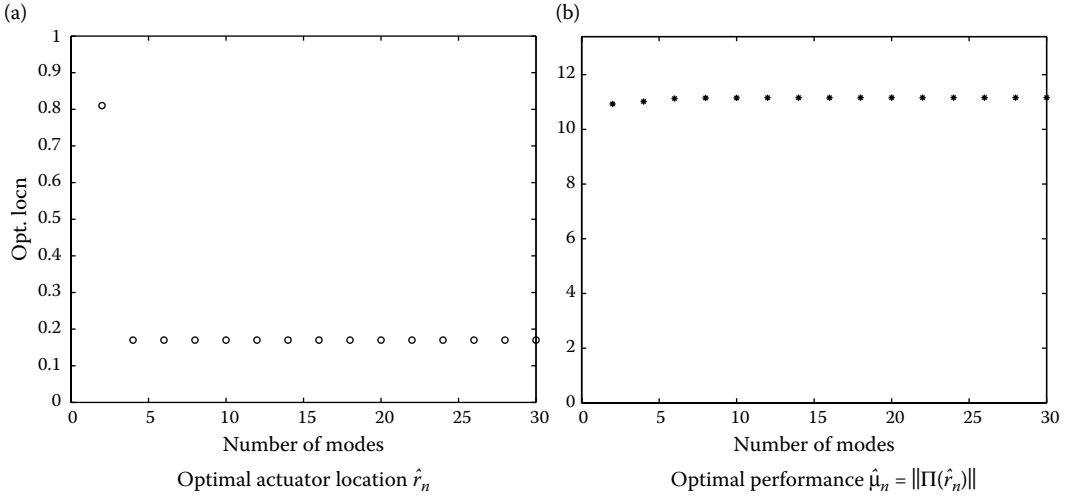 (a)
1
0.9
0.8
0.7
0.6
0.5
0.4
0.3
0.2
0.1
0
Opt. locn
0 5 10 15 20 25 30
Number of modes
Optimal actuator location r̂ₙ
(b)
12
10
8
6
4
2
0
0 5 10 15 20 25 30
Number of modes
Optimal performance μ̂ₙ = ||Π(r̂ₙ)||